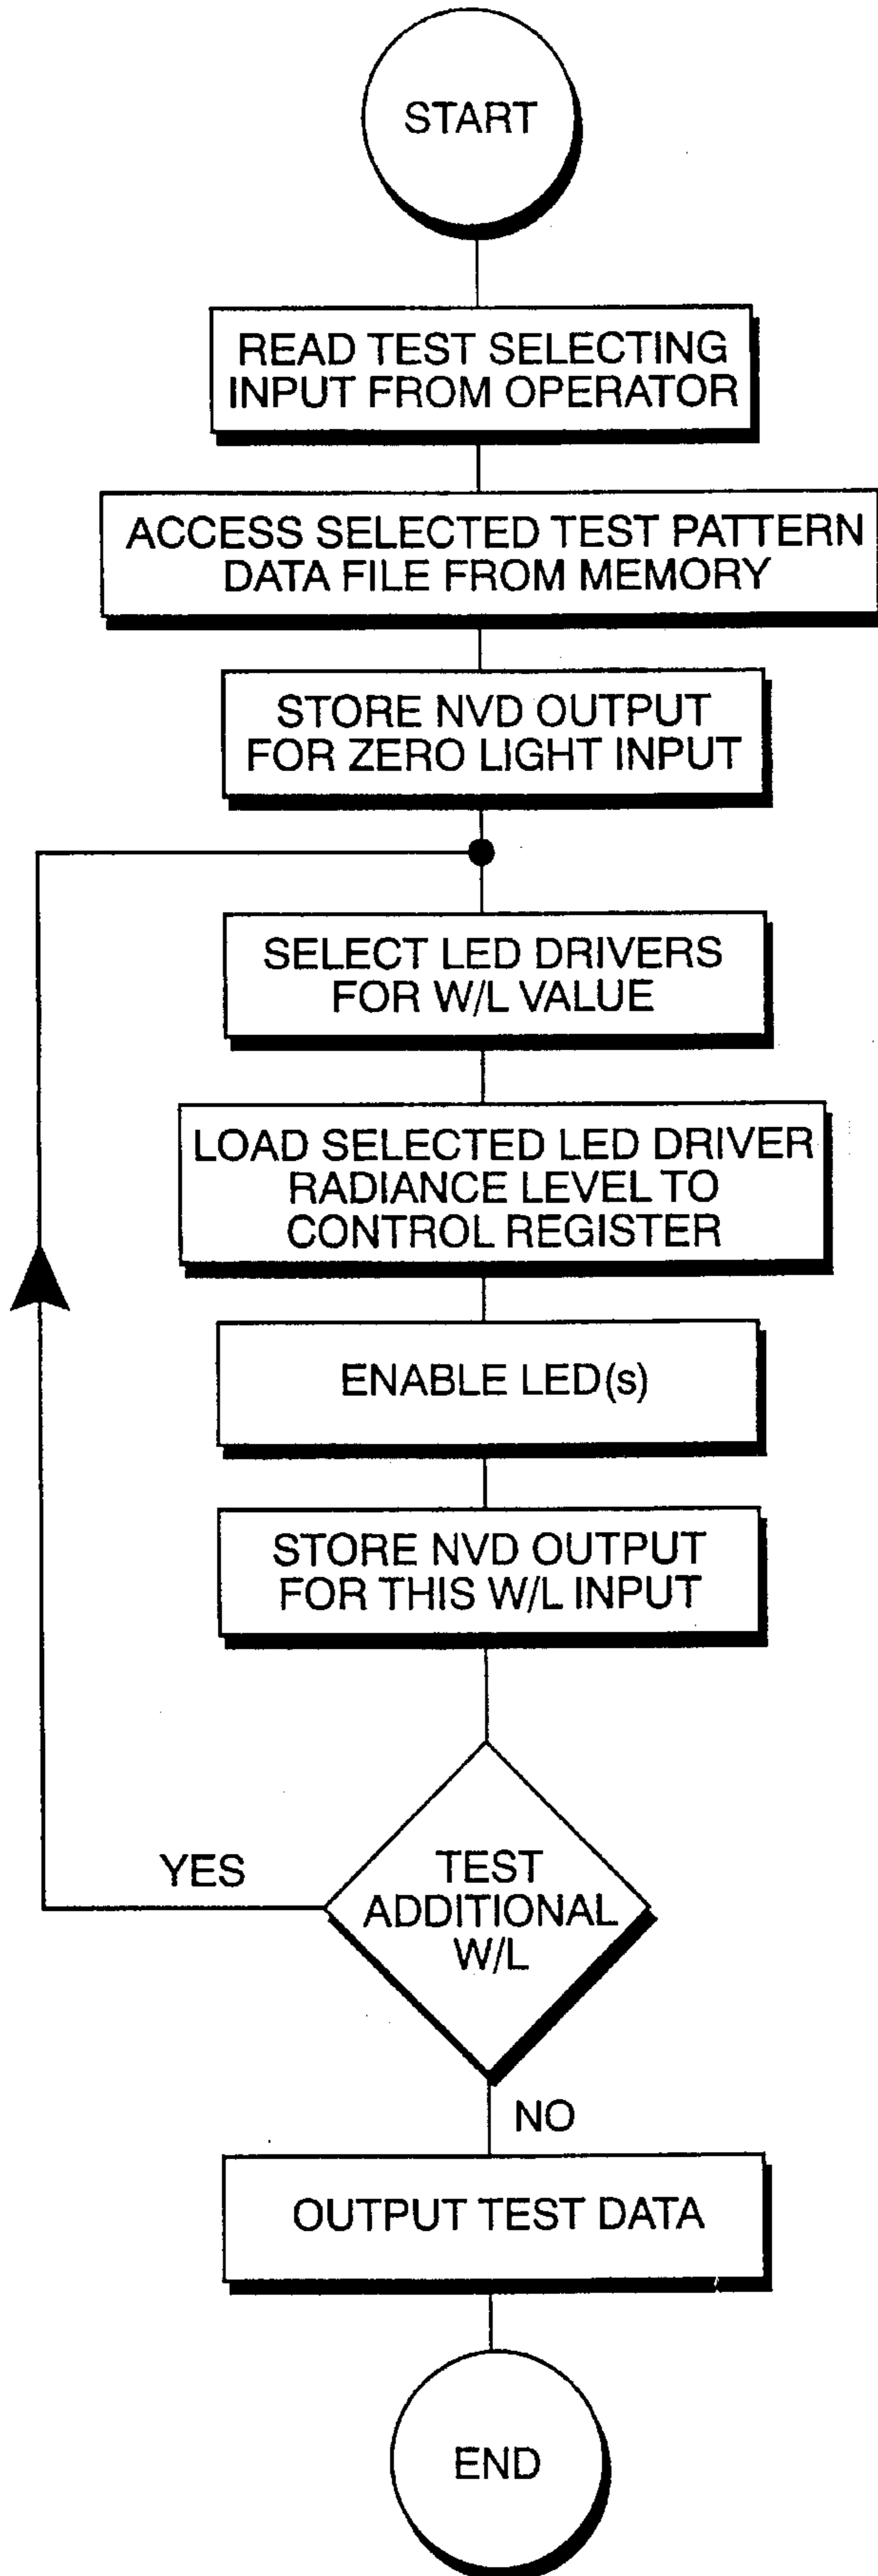 START
READ TEST SELECTING
INPUT FROM OPERATOR
ACCESS SELECTED TEST PATTERN
DATA FILE FROM MEMORY
STORE NVD OUTPUT
FOR ZERO LIGHT INPUT
SELECT LED DRIVERS
FOR W/L VALUE
LOAD SELECTED LED DRIVER
RADIANCE LEVEL TO
CONTROL REGISTER
ENABLE LED(s)
STORE NVD OUTPUT
FOR THIS W/L INPUT
YES
TEST
ADDITIONAL
W/L
NO
OUTPUT TEST DATA
END